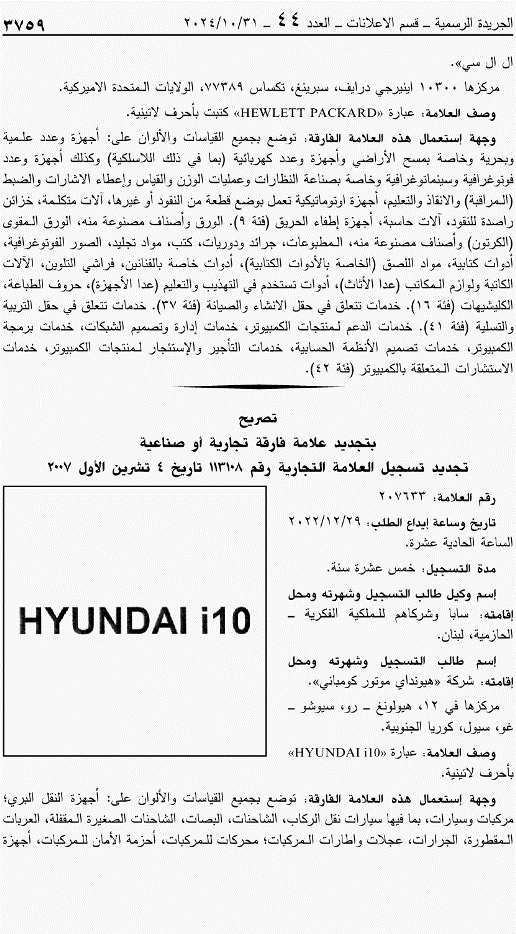 الجريدة الرسمية ــ قسم الاعلانات ــ العدد ٤٤ ــ ٢٠٢٤/١٠/٣١
٣٧٥٩
ال ال سي».
مركزها ١٠٣٠٠ اينيرجي درايف، سبرينغ، تكساس ٧٧٣٨٩، الولايات المتحدة الاميركية.
وصف العلامة: عبارة «HEWLETT PACKARD» كتبت بأحرف لاتينية.
وجهة إستعمال هذه العلامة الفارقة: توضع بجميع القياسات والألوان على: أجهزة وعدد علمية
وبحرية وخاصة بمسح الأراضي وأجهزة وعدد كهربائية (بما في ذلك اللاسلكية) وكذلك أجهزة وعدد
فوتوغرافية وسينماتوغرافية وخاصة بصناعة النظارات وعمليات الوزن والقياس وإعطاء الاشارات والضبط
(المراقبة) والانقاذ والتعليم، أجهزة اوتوماتيكية تعمل بوضع قطعة من النقود أو غيرها، آلات متكلمة، خزائن
راصدة للنقود، آلات حاسبة، أجهزة إطفاء الحريق (فئة ٩). الورق وأصناف مصنوعة منه، الورق المقوى
(الكرتون) وأصناف مصنوعة منه، المطبوعات، جرائد ودوريات، كتب، مواد تجليد، الصور الفوتوغرافية،
أدوات كتابية، مواد اللصق (الخاصة بالأدوات الكتابية)، أدوات خاصة بالفنانين، فراشي التلوين، الآلات
الكاتبة ولوازم المكاتب (عدا الأثاث)، أدوات تستخدم في التهذيب والتعليم (عدا الأجهزة)، حروف الطباعة،
الكليشيهات (فئة ١٦). خدمات تتعلق في حقل الانشاء والصيانة (فئة ٣٧). خدمات تتعلق في حقل التربية
والتسلية (فئة ٤١). خدمات الدعم لمنتجات الكمبيوتر، خدمات إدارة وتصميم الشبكات، خدمات برمجة
الكمبيوتر، خدمات تصميم الأنظمة الحسابية، خدمات التأجير والإستئجار لمنتجات الكمبيوتر، خدمات
الاستشارات المتعلقة بالكمبيوتر (فئة ٤٢).
تصريح
بتجديد علامة فارقة تجارية أو صناعية
تجديد تسجيل العلامة التجارية رقم ١١٣١٠٨ تاريخ ٤ تشرين الأول ٢٠٠٧
رقم العلامة: ٢٠٧٦٣٣
تاريخ وساعة إيداع الطلب: ٢٠٢٢/١٢/٢٩
الساعة الحادية عشرة.
مدة التسجيل: خمس عشرة سنة.
إسم وكيل طالب التسجيل وشهرته ومحل
إقامته: سابا وشركاهم للملكية الفكرية ــ
الحازمية، لبنان.
إسم طالب التسجيل وشهرته ومحل
إقامته: شركة «هيونداي موتور كومباني».
مركزها في ١٢، هيولونغ ــ رو، سيوشو ــ
غو، سيول، كوريا الجنوبية.
وصف العلامة: عبارة «HYUNDAI i10»
بأحرف لاتينية.
HYUNDAI i10
وجهة إستعمال هذه العلامة الفارقة: توضع بجميع القياسات والألوان على: أجهزة النقل البري؛
مركبات وسيارات، بما فيها سيارات نقل الركاب، الشاحنات، البصات، الشاحنات الصغيرة المقفلة، العربات
المقطورة، الجرارات، عجلات واطارات المركبات؛ محركات للمركبات، أحزمة الأمان للمركبات، أجهزة